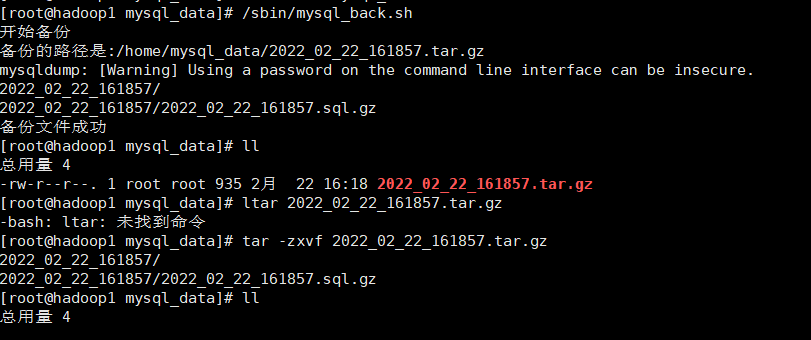 [root@hadoop1 mysql_data]# /sbin/mysql_back.sh
开始备份
备份的路径是:/home/mysql_data/2022_02_22_161857.tar.gz
mysqldump: [Warning] Using a password on the command line interface can be insecure.
2022_02_22_161857/
2022_02_22_161857/2022_02_22_161857.sql.gz
备份文件成功
[root@hadoop1 mysql_data]# ll
总用量 4
-rw-r--r--. 1 root root 935 2月  22 16:18 2022_02_22_161857.tar.gz
[root@hadoop1 mysql_data]# ltar 2022_02_22_161857.tar.gz
-bash: ltar: 未找到命令
[root@hadoop1 mysql_data]# tar -zxvf 2022_02_22_161857.tar.gz
2022_02_22_161857/
2022_02_22_161857/2022_02_22_161857.sql.gz
[root@hadoop1 mysql_data]# ll
总用量 4